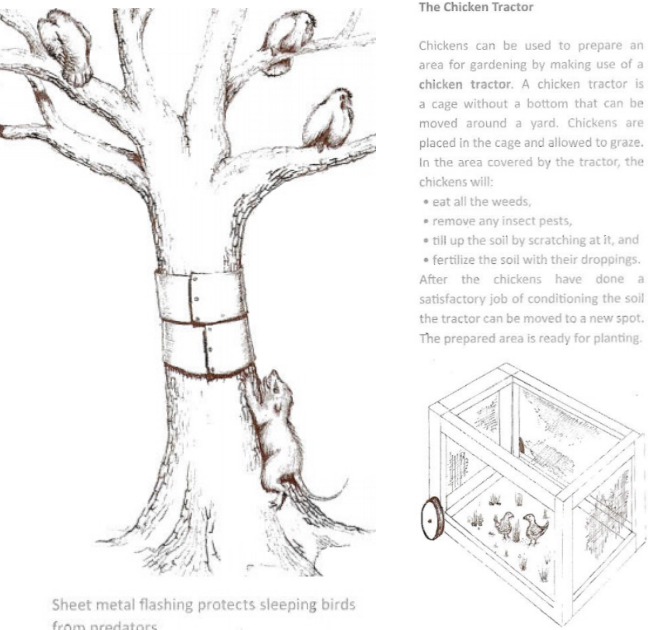 The Chicken Tractor
Chickens can be used to prepare an
area for gardening by making use of a
chicken tractor. A chicken tractor is
a cage without a bottom that can be
moved around a yard. Chickens are
placed in the cage and allowed to graze.
In the area covered by the tractor, the
chickens will:
• eat all the weeds,
• remove any insect pests,
• till up the soil by scratching at it, and
• fertilize the soil with their droppings.
After the chickens have done a
satisfactory job of conditioning the soil
the tractor can be moved to a new spot.
The prepared area is ready for planting.
Sheet metal flashing protects sleeping birds
from predators